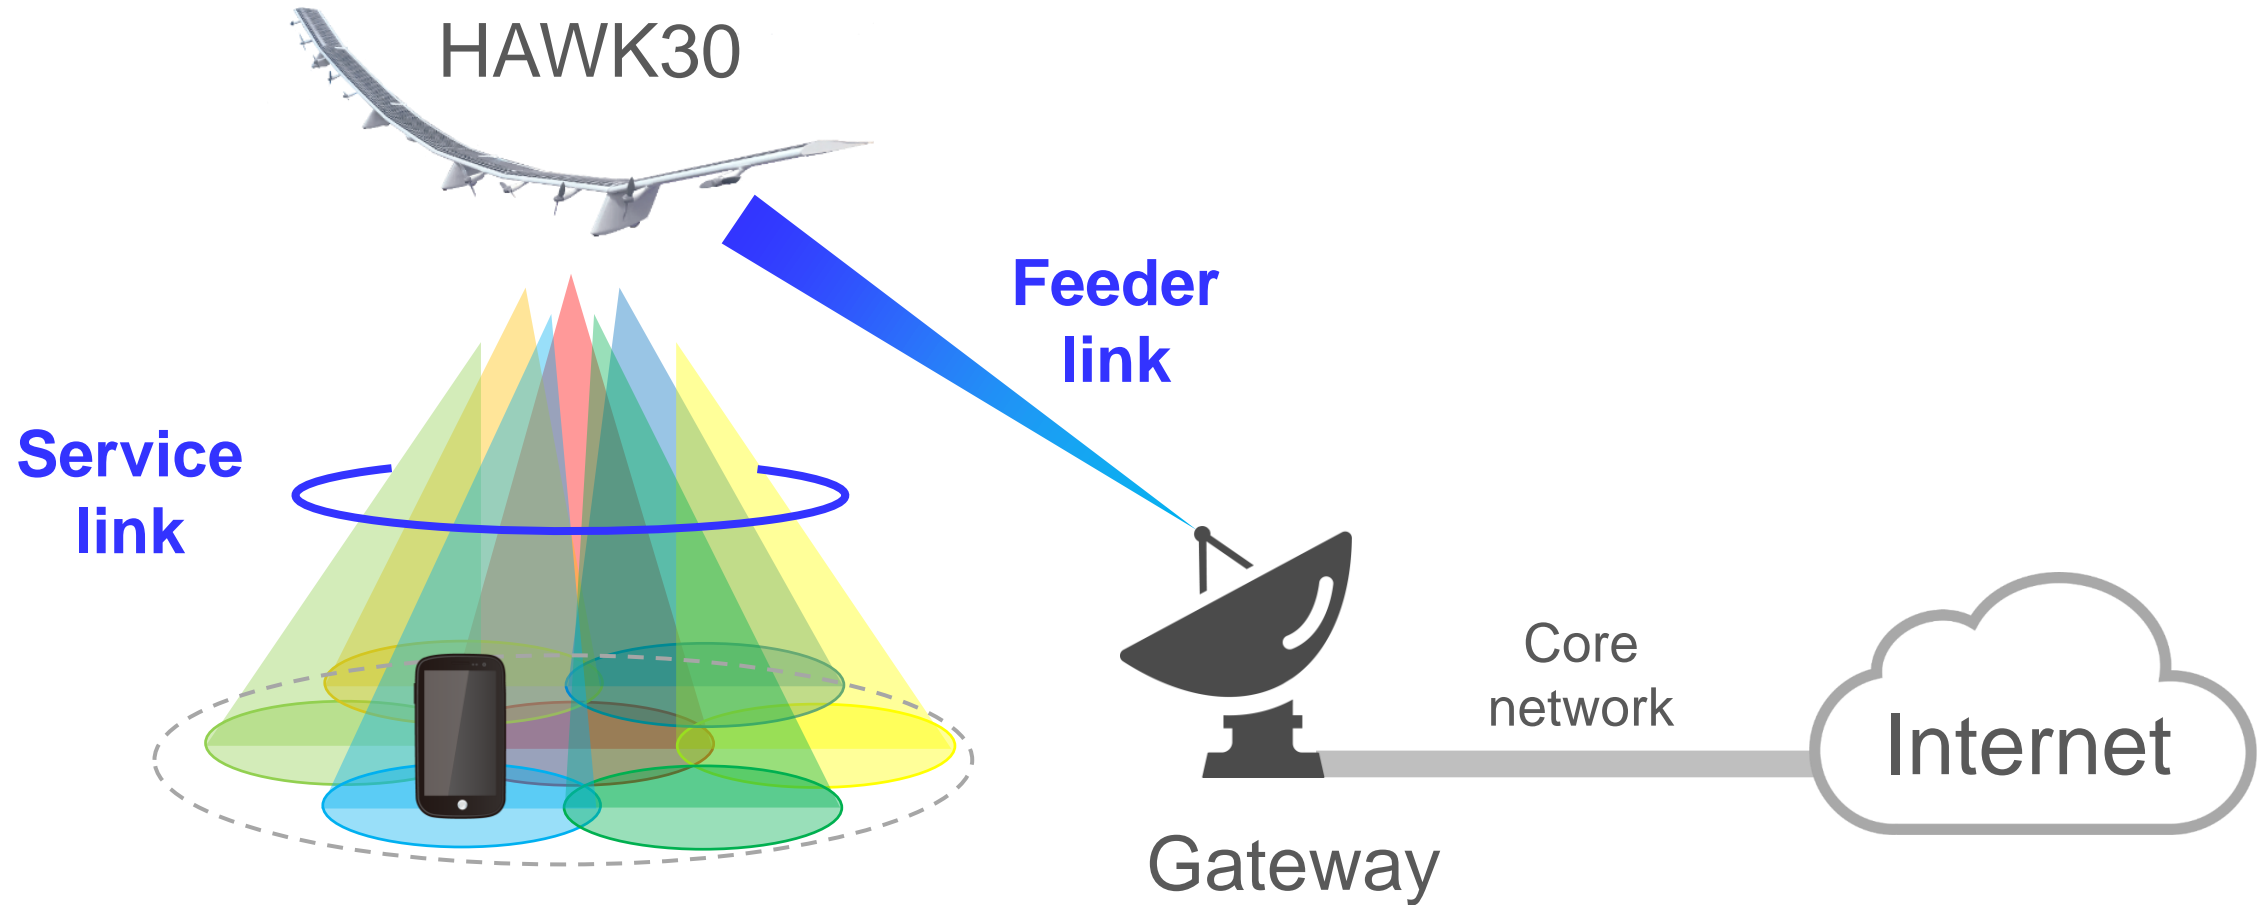 HAWK30
Feeder
link
Service
link
Core
network
Internet
Gateway